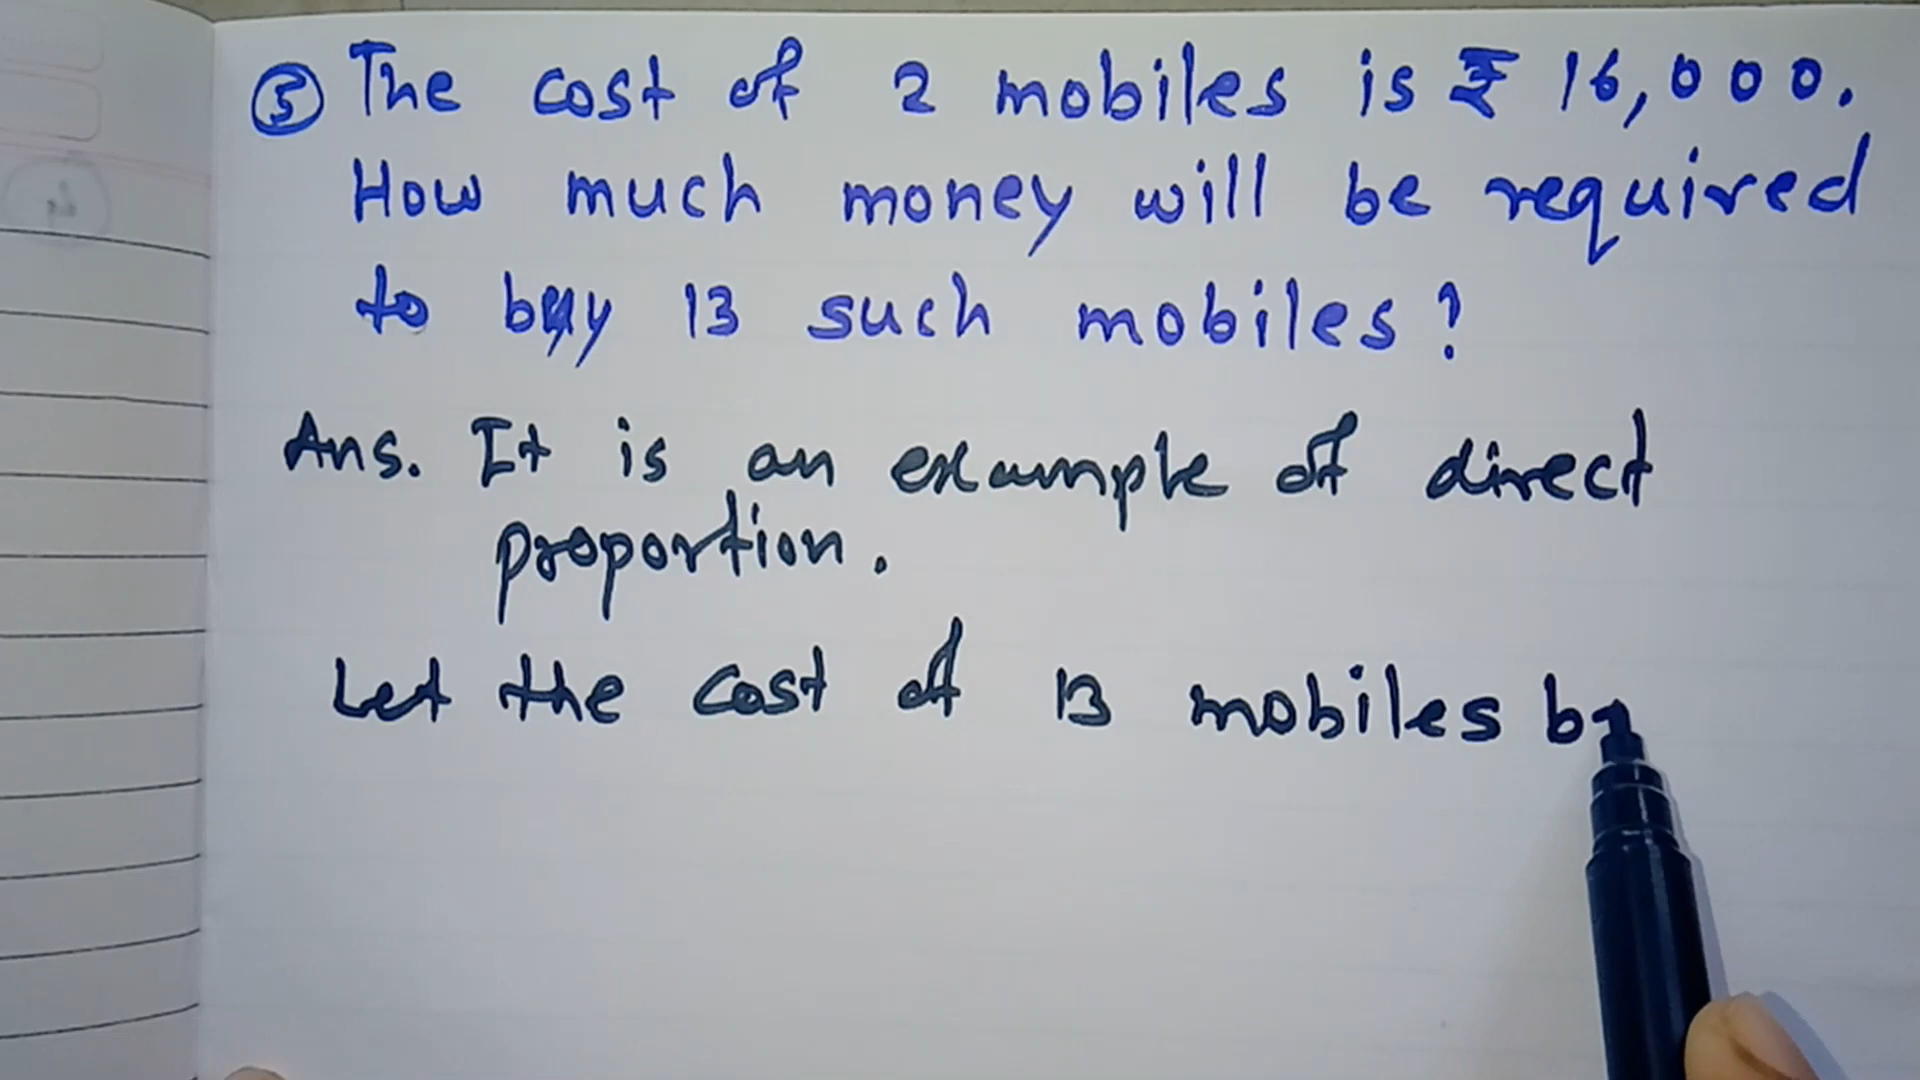 5 The cost of 2 mobiles is ₹ 16,000.
How much money will be required
to buy 13 such mobiles?
Ans. It is an example of direct
proportion.
Let the cost of 13 mobiles